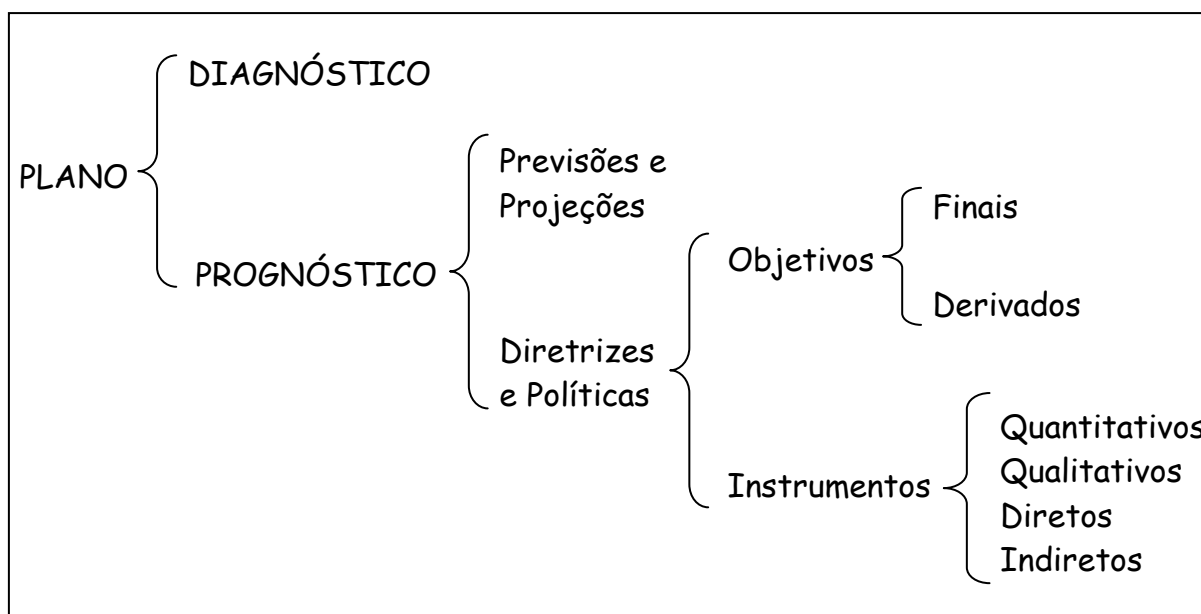 PLANO
DIAGNÓSTICO
PROGNÓSTICO
Previsões e
Projeções
Diretrizes
e Políticas
Objetivos
Finais
Derivados
Instrumentos
Quantitativos
Qualitativos
Diretos
Indiretos